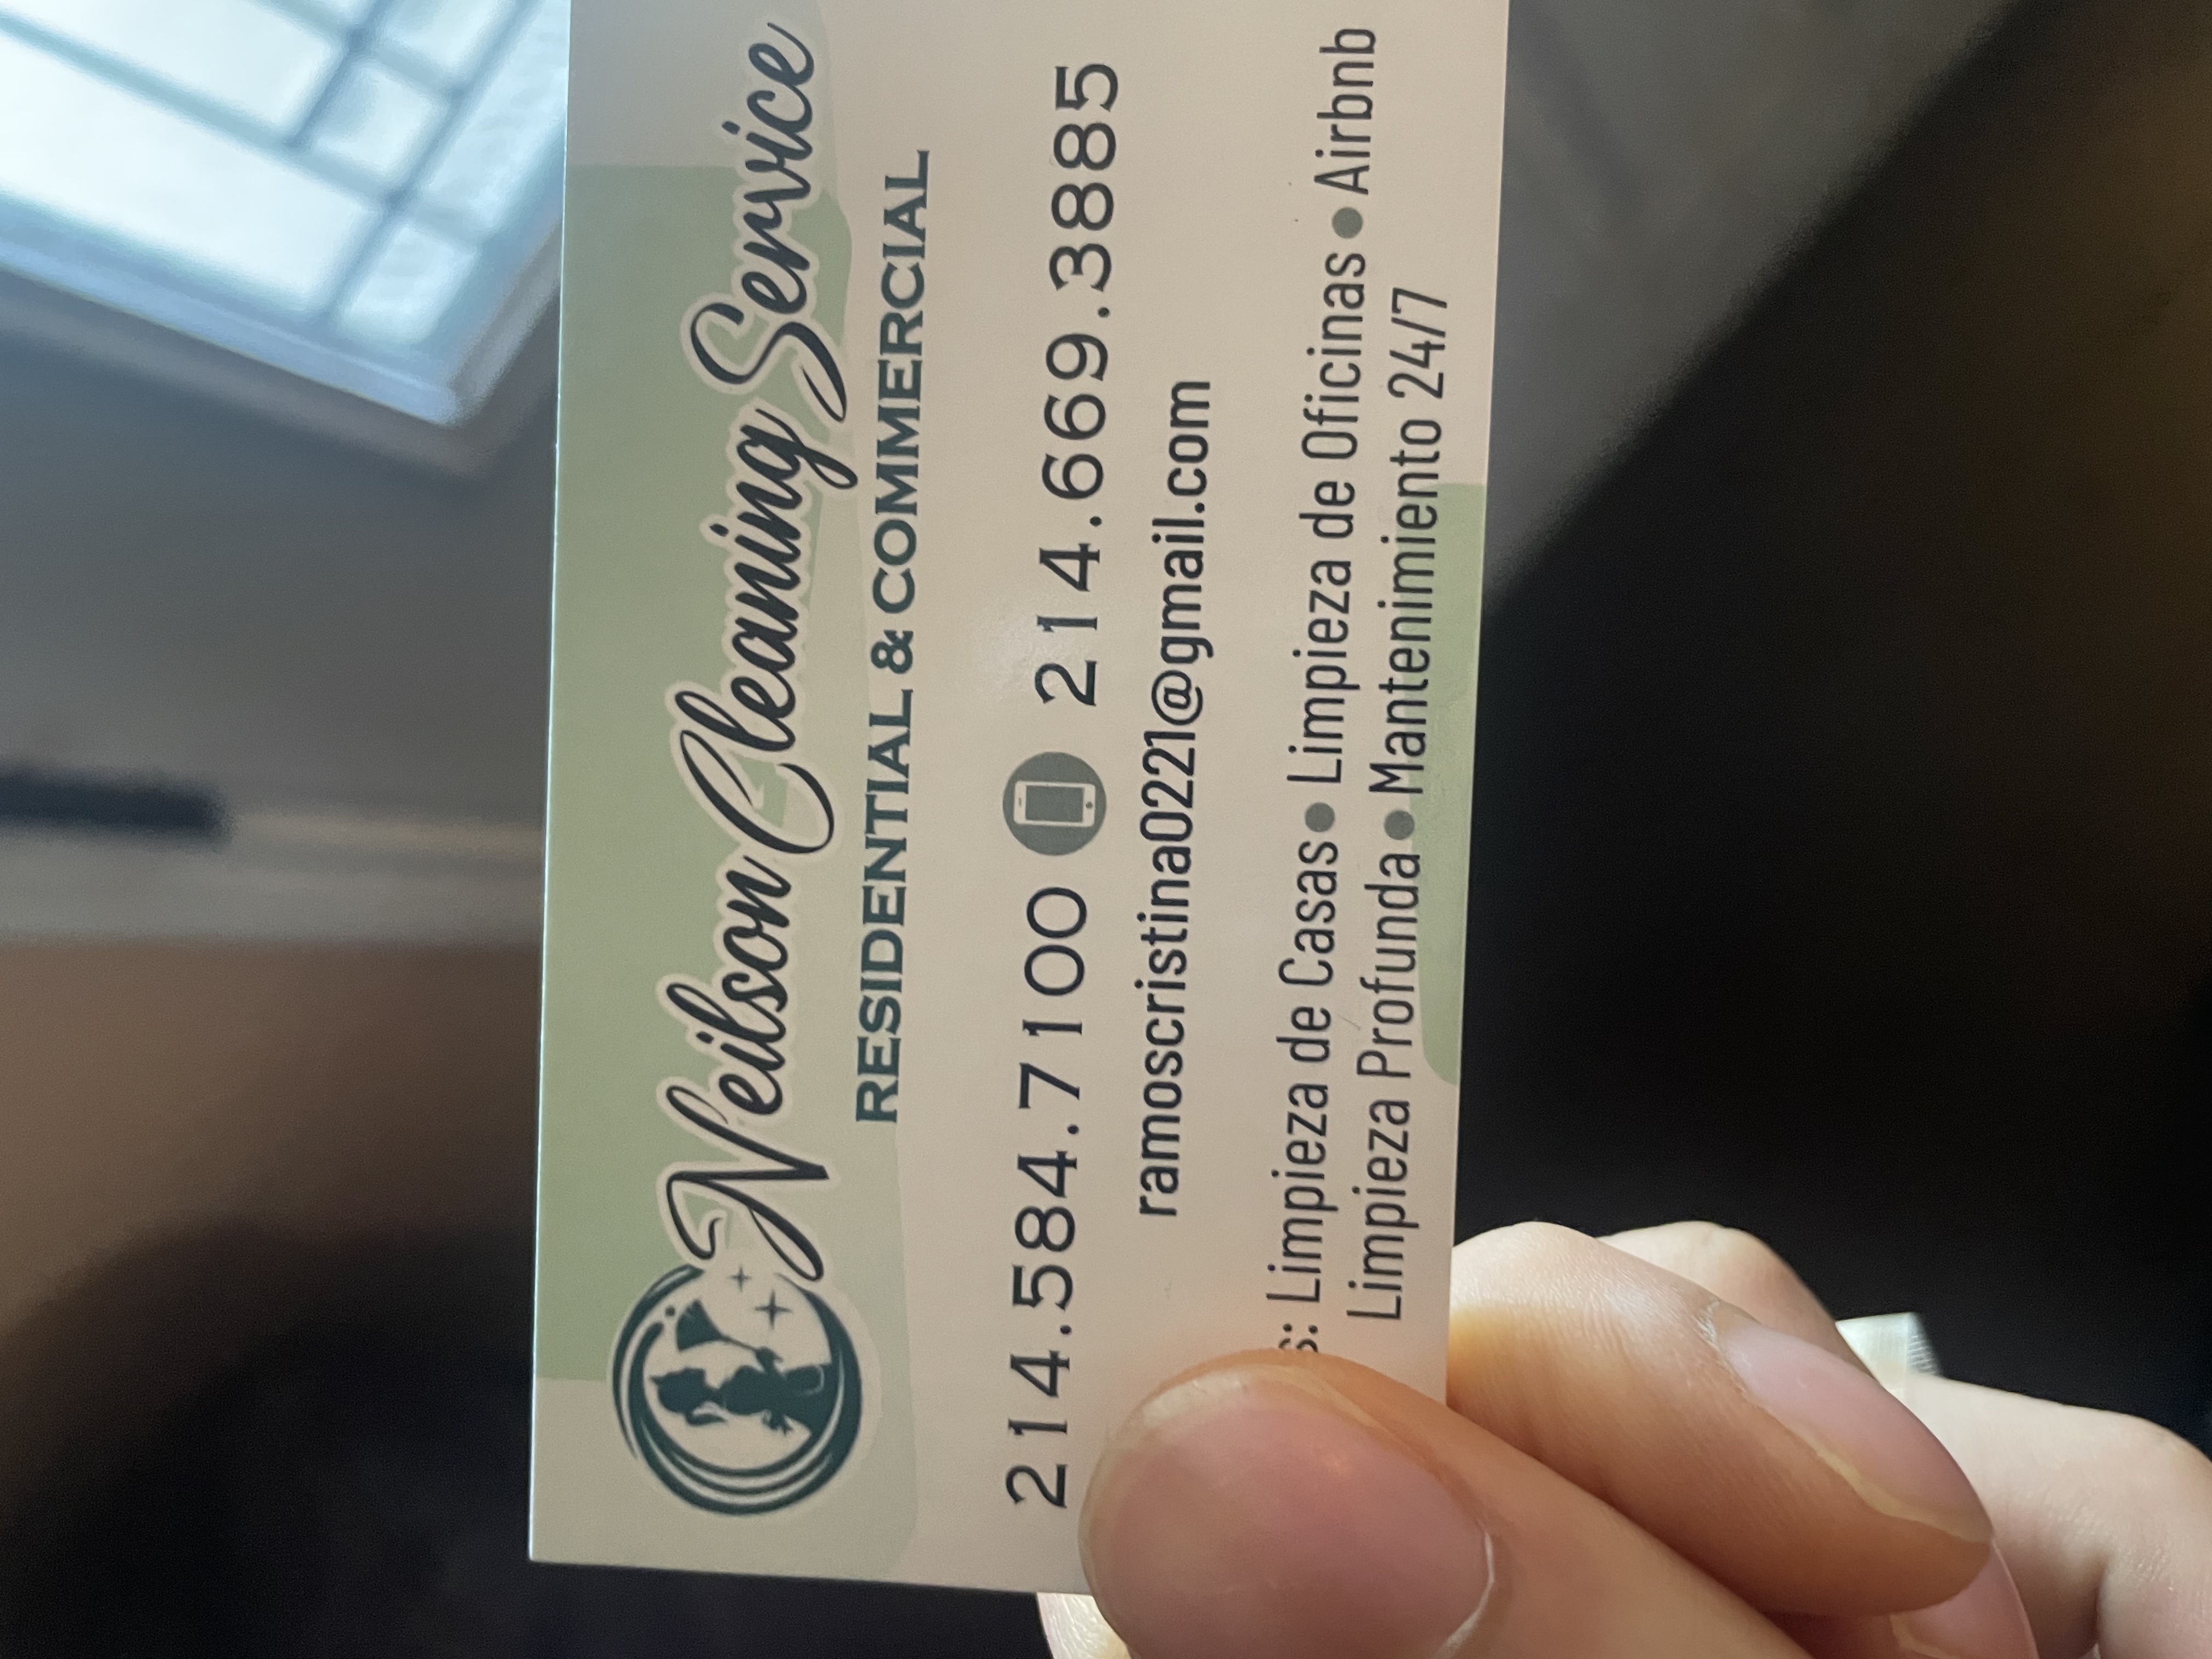 Neilson Cleaning Service
RESIDENTIAL & COMMERCIAL
214.584.7100 214.669.3885
ramoscristina0221@gmail.com
Limpieza de Casas ● Limpieza de Oficinas ● Airbnb
Limpieza Profunda ● Mantenimiento 24/7